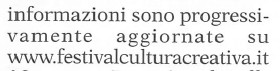 informazioni sono progressi-
vamente aggiornate su
www.festivalculturacreativa.it